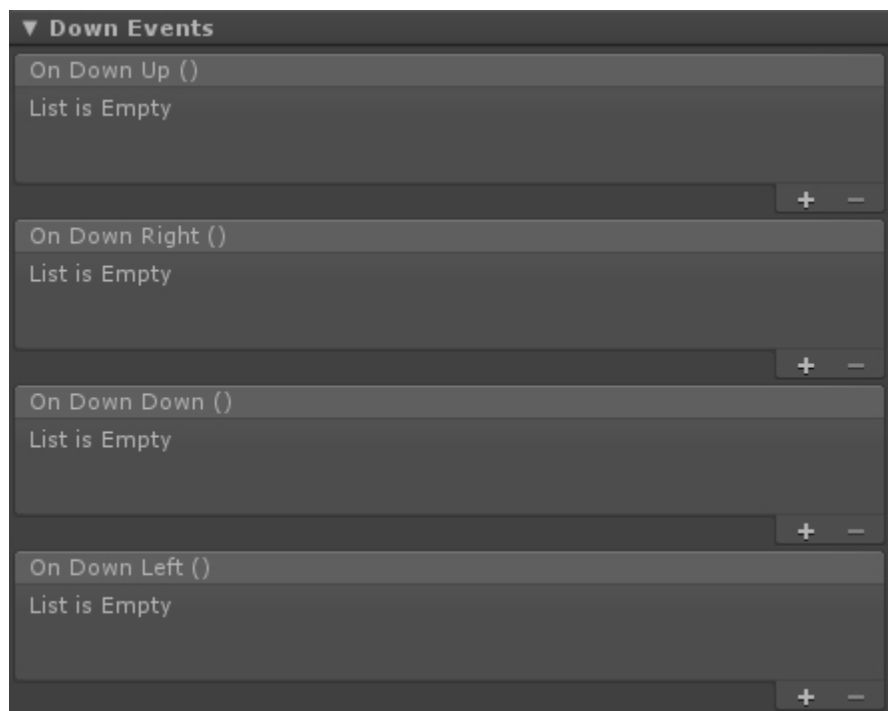 ▼ Down Events
On Down Up ()
List is Empty
+ −
On Down Right ()
List is Empty
+ −
On Down Down ()
List is Empty
+ −
On Down Left ()
List is Empty
+ −